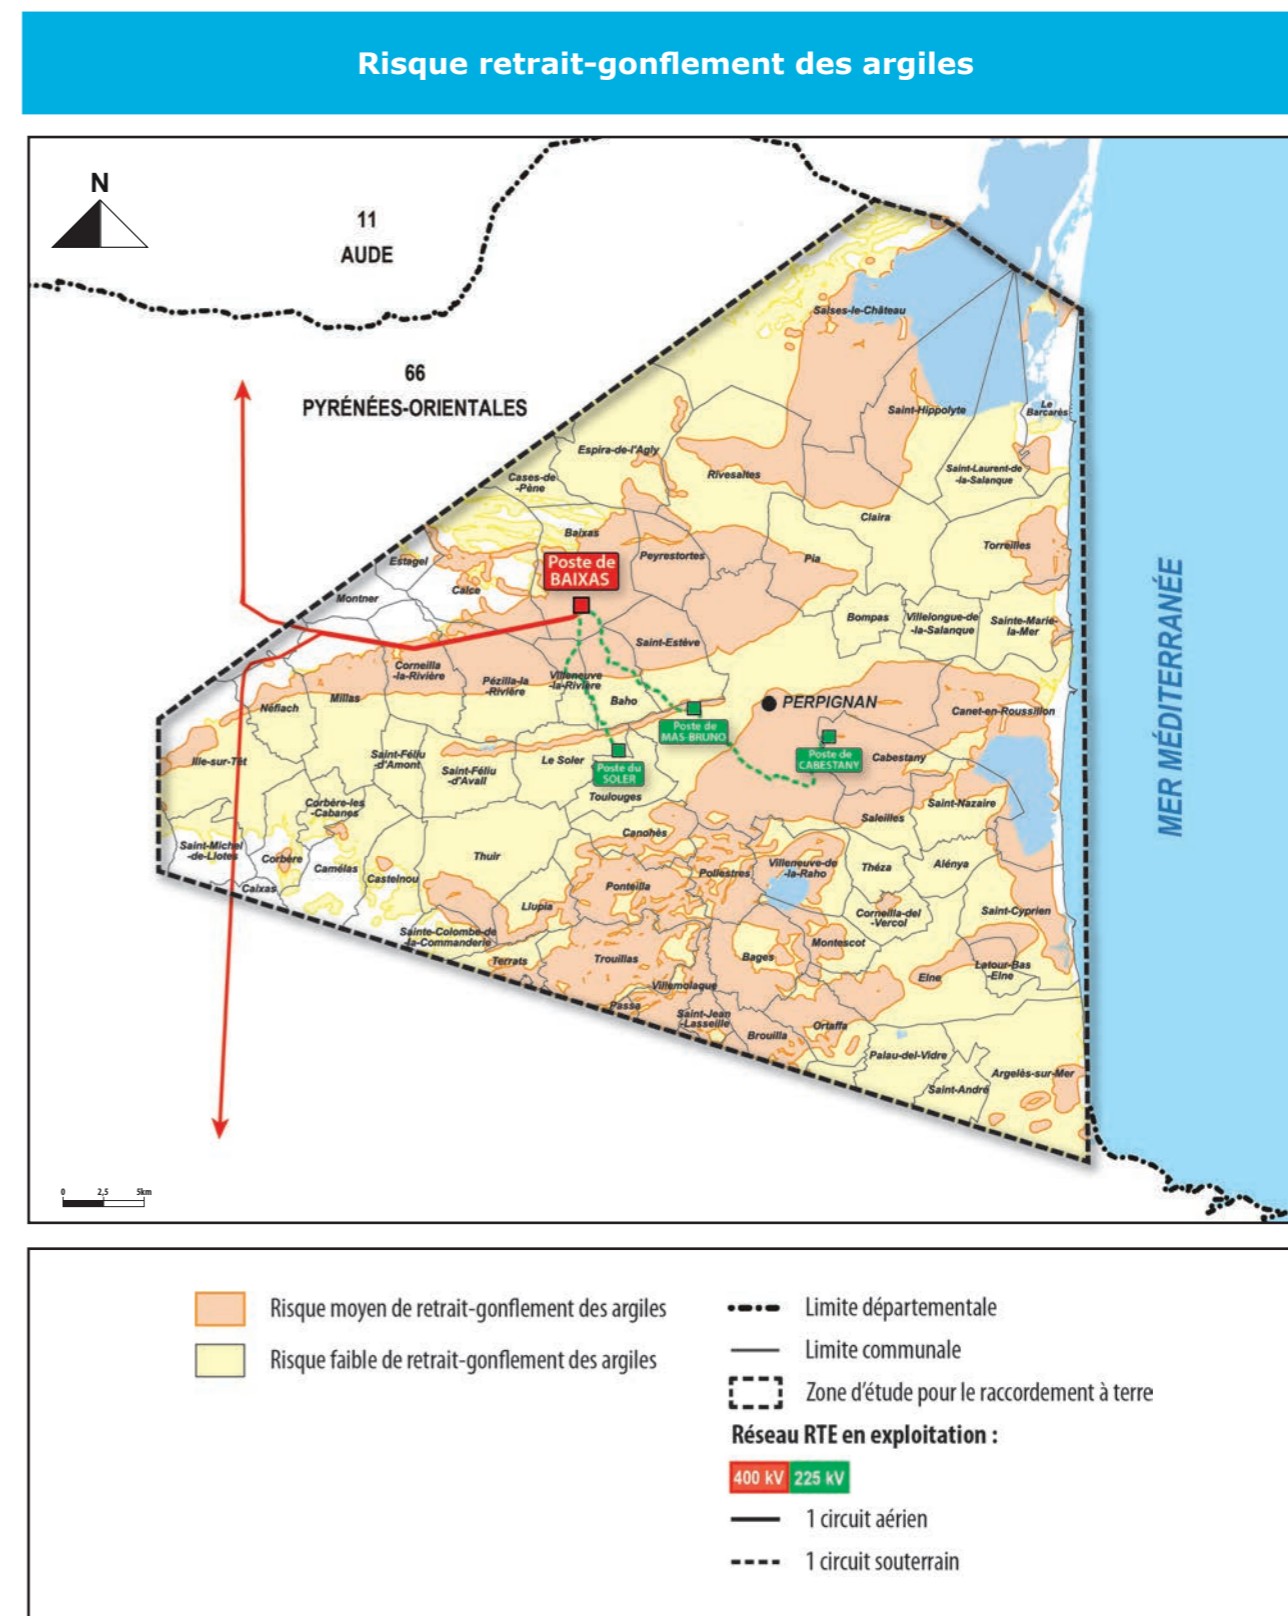 Risque retrait-gonflement des argiles
N
11
AUDE
66
PYRÉNÉES-ORIENTALES
Salses-le-Château
Saint-Hippolyte
Le
Barcarès
Espira-de-l'Agly
Rivesaltes
Saint-Laurent-de
-la-Salanque
Cases-de
-Pène
Claira
Baixas
Torreilles
Peyrestortes
Pia
Estagel
Poste de
BAIXAS
Calce
Montner
Bompas
Villelongue-de
-la-Salanque
Sainte-Marie-
la-Mer
Saint-Estève
Corneilla
-la-Rivière
Pézilla-la
-Rivière
Villeneuve
-la-Rivière
Millas
Baho
Néfiach
PERPIGNAN
Canet-en-Roussillon
Poste de
MAS-BRUNO
Ille-sur-Têt
Saint-Féliu
-d'Amont
Saint-Féliu
-d'Avall
Le Soler
Poste du
SOLER
Poste de
CABESTANY
Cabestany
Toulouges
Corbère-les
-Cabanes
Saint-Nazaire
Saleilles
Canohès
Saint-Michel
-de-Llotes
Corbère
Camélas
Castelnou
Caixas
Thuir
Ponteilla
Pollestres
Villeneuve-de
-la-Raho
Théza
Alénya
Llupia
Corneilla-del
-Vercol
Saint-Cyprien
Sainte-Colombe-de
-la-Commanderie
Terrats
Trouillas
Bages
Montescot
Elne
Latour-Bas
-Elne
Villemolaque
Passa
Saint-Jean
-Lasseille
Brouilla
Ortaffa
Palau-del-Vidre
Saint-André
Argelès-sur-Mer
MER MÉDITERRANÉE
0 2,5 5km
Risque moyen de retrait-gonflement des argiles
Risque faible de retrait-gonflement des argiles
Limite départementale
Limite communale
Zone d'étude pour le raccordement à terre
Réseau RTE en exploitation :
400 kV 225 kV
1 circuit aérien
1 circuit souterrain